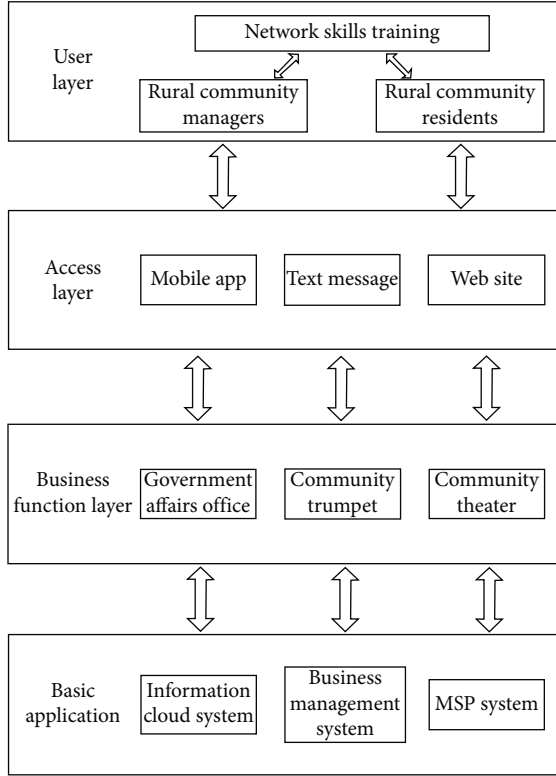 Network skills training
User
layer
Rural community
managers
Rural community
residents
Access
layer
Mobile app
Text message
Web site
Business
function layer
Government
affairs office
Community
trumpet
Community
theater
Basic
application
Information
cloud system
Business
management
system
MSP system